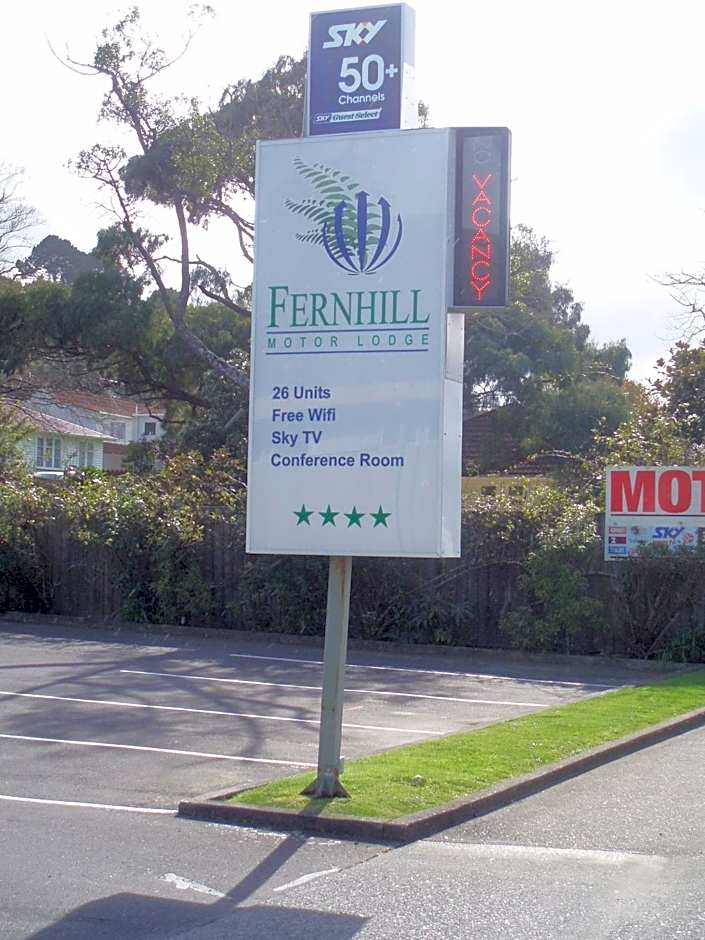 SKY
50+
Channels
SKY Guest Select
NO
VACANCY
FERNHILL
MOTOR LODGE
26 Units
Free Wifi
Sky TV
Conference Room
MOT
SKY